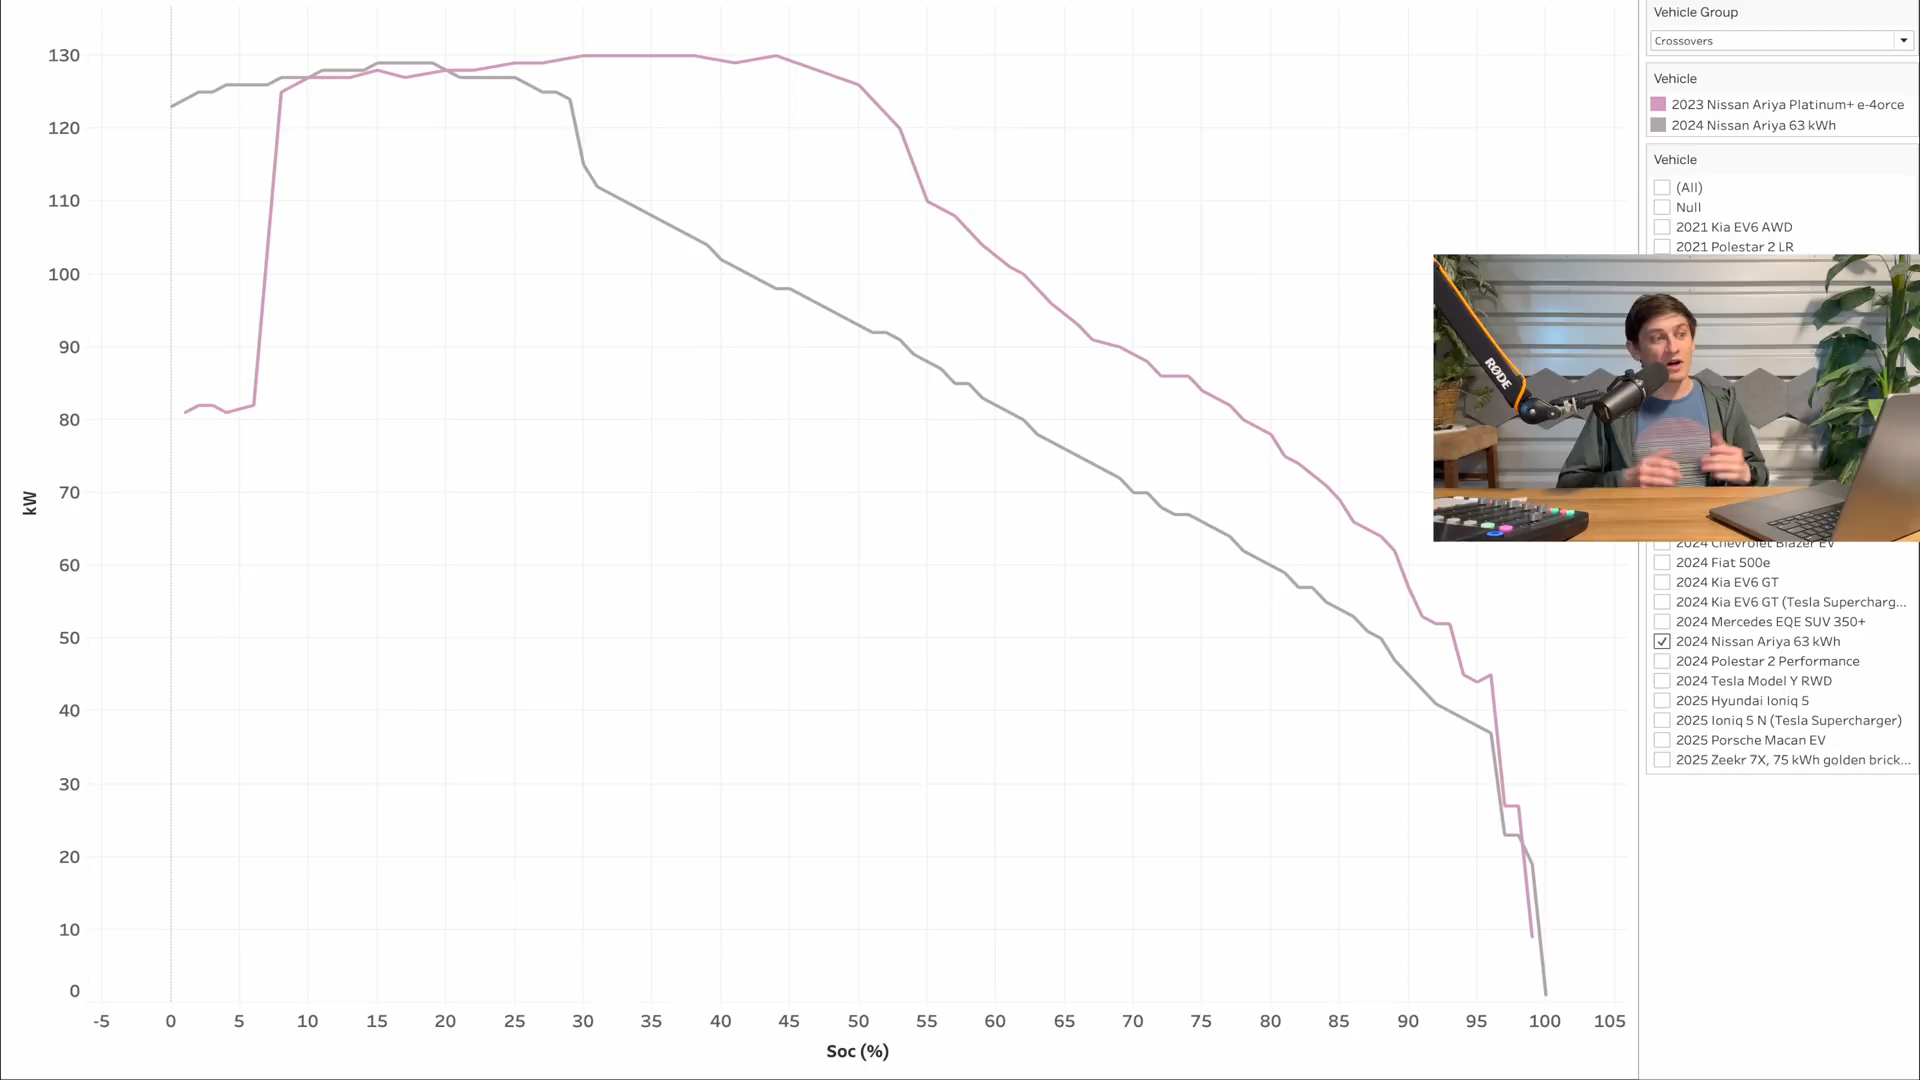 130
120
110
100
90
80
70
60
50
40
30
20
10
0
kW
-5 0 5 10 15 20 25 30 35 40 45 50 55 60 65 70 75 80 85 90 95 100 105
Soc (%)
Vehicle Group
Crossovers
Vehicle
2023 Nissan Ariya Platinum+ e-4orce
2024 Nissan Ariya 63 kWh
Vehicle
(All)
Null
2021 Kia EV6 AWD
2021 Polestar 2 LR
RØDE
2024 Chevrolet Blazer EV
2024 Fiat 500e
2024 Kia EV6 GT
2024 Kia EV6 GT (Tesla Supercharg...
2024 Mercedes EQE SUV 350+
2024 Nissan Ariya 63 kWh
2024 Polestar 2 Performance
2024 Tesla Model Y RWD
2025 Hyundai Ioniq 5
2025 Ioniq 5 N (Tesla Supercharger)
2025 Porsche Macan EV
2025 Zeekr 7X, 75 kWh golden brick...